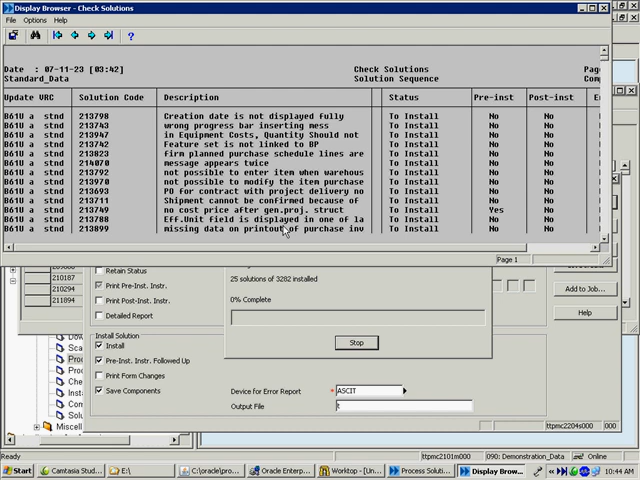 Display Browser - Check Solutions
File Options Help
Date : 07-11-23 [03:42] Check Solutions Pag
Standard_Data Solution Sequence Com
Update VRC Solution Code Description Status Pre-inst Post-inst
B61U a stnd 213798 Creation date is not displayed fully To Install No No
B61U a stnd 213743 wrong progress bar inserting mess To Install No No
B61U a stnd 213947 in Equipment Costs, Quantity Should not To Install No No
B61U a stnd 213742 Feature set is not linked to BP To Install No No
B61U a stnd 213823 firm planned purchase schedule lines are To Install No No
B61U a stnd 214070 message appears twice To Install No No
B61U a stnd 213792 not possible to enter item when warehous To Install No No
B61U a stnd 213970 not possible to modify the item purchase To Install No No
B61U a stnd 213693 PO for contract with project delivery no To Install No No
B61U a stnd 213711 Shipment cannot be confirmed because of To Install No No
B61U a stnd 213749 no cost price after gen.proj. struct To Install Yes No
B61U a stnd 213788 Eff.Unit field is displayed in one of la To Install No No
B61U a stnd 213899 missing data on printout of purchase inv To Install No No
Page 1
210187
210294
211894
Retain Status
Print Pre-Inst. Instr.
Print Post-Inst. Instr.
Detailed Report
25 solutions of 3282 installed
0% Complete
Stop
Add to Job...
Help
Install Solution
Install
Pre-Inst. Instr. Followed Up
Print Form Changes
Save Components
Device for Error Report * ASCIT
Output File t
Miscell
ttpmc2204s000 000
Ready ttpmc2101m000 090: Demonstration_Data Online
Start Camtasia Stud... E:\ C:\oracle\pro... Oracle Enterpr... Worktop - [Un... Process Soluti... Display Brow... 10:44 AM